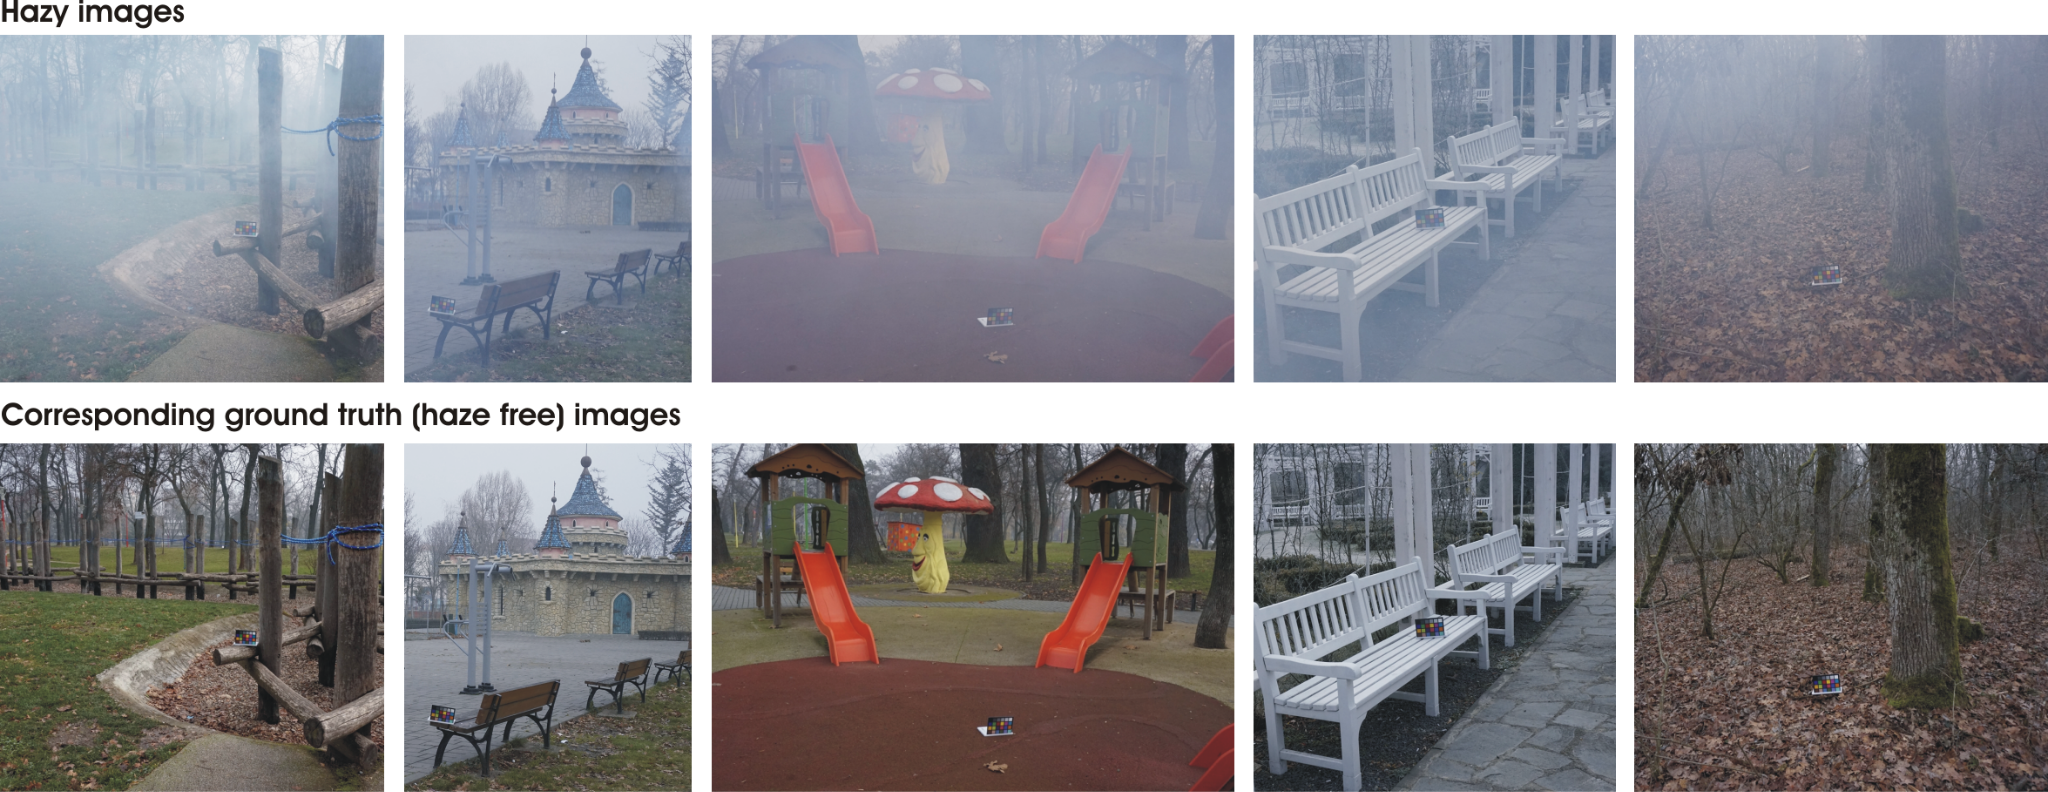 Hazy images
Corresponding ground truth (haze free) images